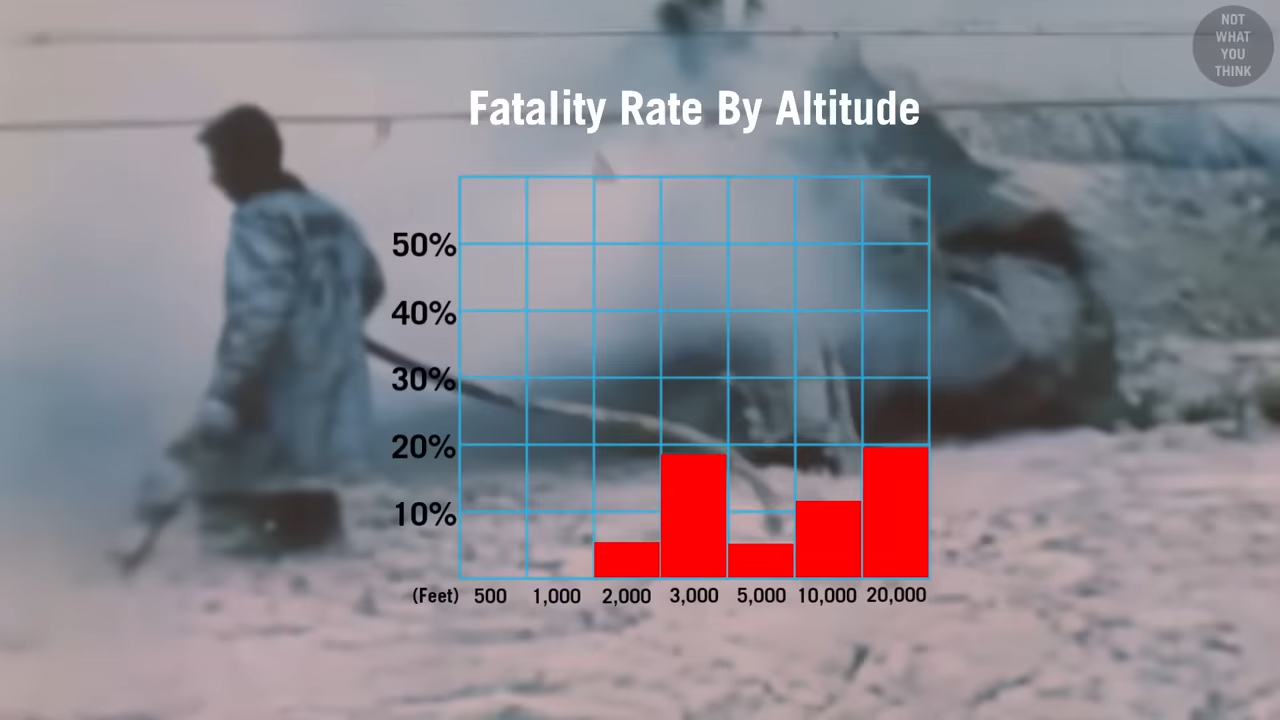 NOT
WHAT
YOU
THINK
Fatality Rate By Altitude
50%
40%
30%
20%
10%
(Feet) 500 1,000 2,000 3,000 5,000 10,000 20,000